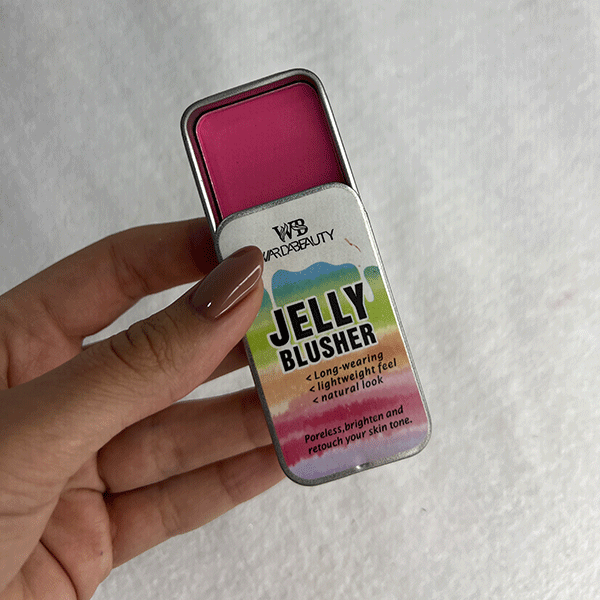 WB
WARDABEAUTY
JELLY
BLUSHER
< Long-wearing
< lightweight feel
< natural look
Poreless,brighten and
retouch your skin tone.